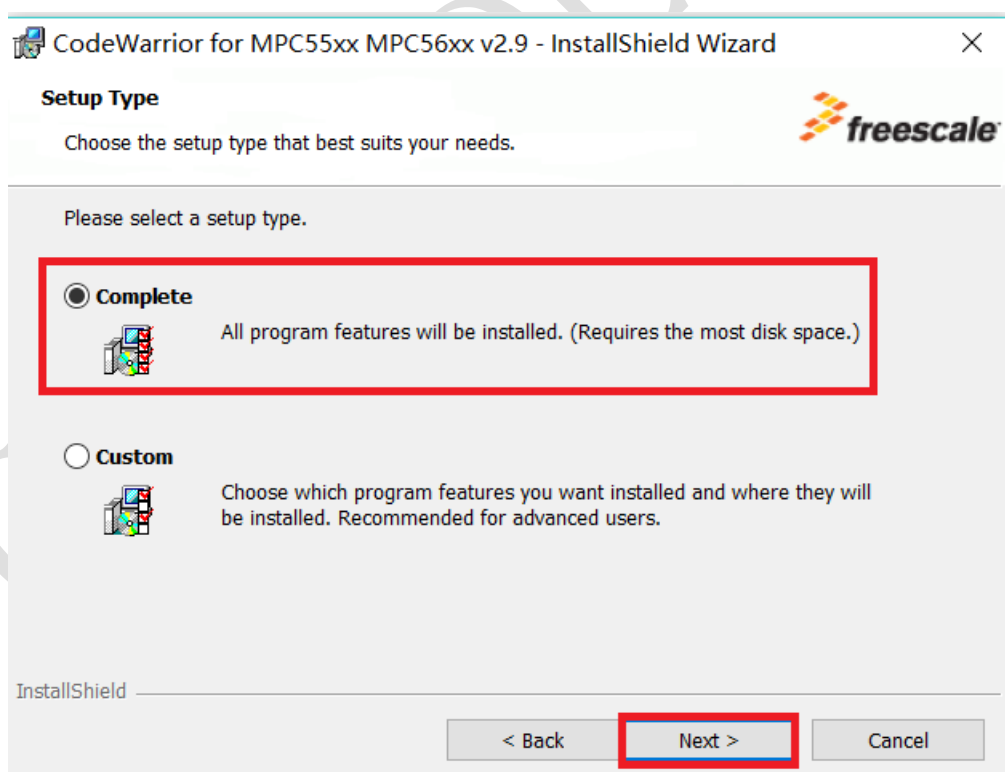 CodeWarrior for MPC55xx MPC56xx v2.9 - InstallShield Wizard
Setup Type
Choose the setup type that best suits your needs.
freescale
Please select a setup type.
Complete
All program features will be installed. (Requires the most disk space.)
Custom
Choose which program features you want installed and where they will
be installed. Recommended for advanced users.
InstallShield
< Back Next > Cancel